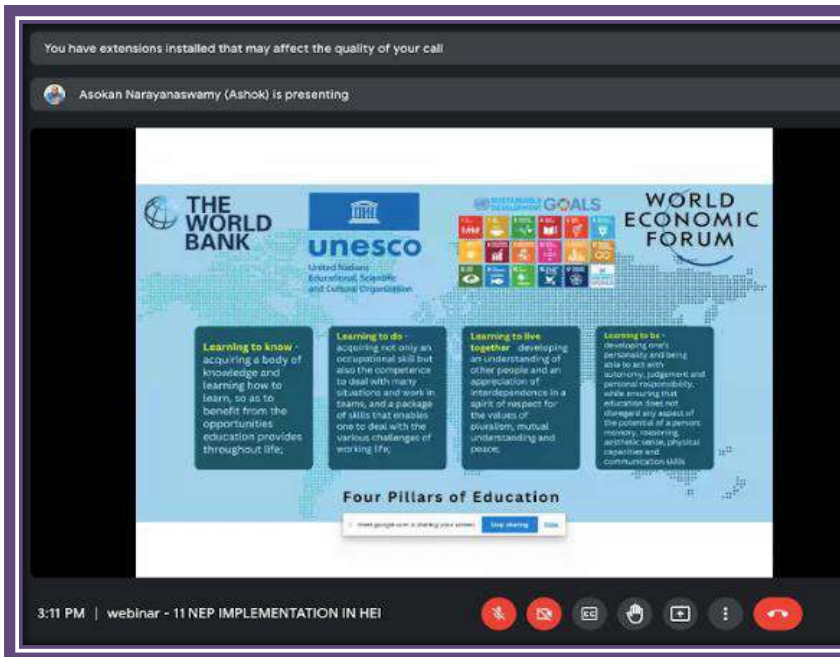 You have extensions installed that may affect the quality of your call
Asokan Narayanaswamy (Ashok) is presenting
THE
WORLD
BANK
unesco
United Nations
Educational, Scientific
and Cultural Organization
SUSTAINABLE
DEVELOPMENT GOALS
WORLD
ECONOMIC
FORUM
Learning to know -
acquiring a body of
knowledge and
learning how to
learn, so as to
benefit from the
opportunities
education provides
throughout life;
Learning to do -
acquiring not only an
occupational skill but
also the competence
to deal with many
situations and work in
teams, and a package
of skills that enables
one to deal with the
various challenges of
working life;
Learning to live
together developing
an understanding of
other people and an
appreciation of
interdependence in a
spirit of respect for
the values of
pluralism, mutual
understanding and
peace;
Learning to be -
developing one's
personality and being
able to act with
autonomy, judgement and
personal responsibility,
while ensuring that
education does not
disregard any aspect of
the potential of a person:
memory, reasoning,
aesthetic sense, physical
capacities and
communication skills
Four Pillars of Education
meet.google.com is sharing your screen Stop sharing Hide
3:11 PM | webinar - 11 NEP IMPLEMENTATION IN HEI